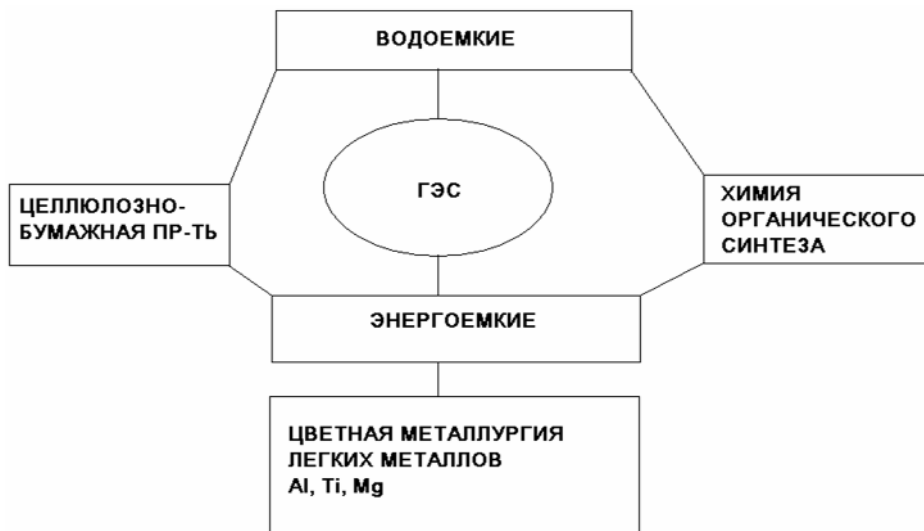 ВОДОЕМКИЕ
ГЭС
ЦЕЛЛЮЛОЗНО-
БУМАЖНАЯ ПР-ТЬ
ХИМИЯ
ОРГАНИЧЕСКОГО
СИНТЕЗА
ЭНЕРГОЕМКИЕ
ЦВЕТНАЯ МЕТАЛЛУРГИЯ
ЛЕГКИХ МЕТАЛЛОВ
Al, Ti, Mg